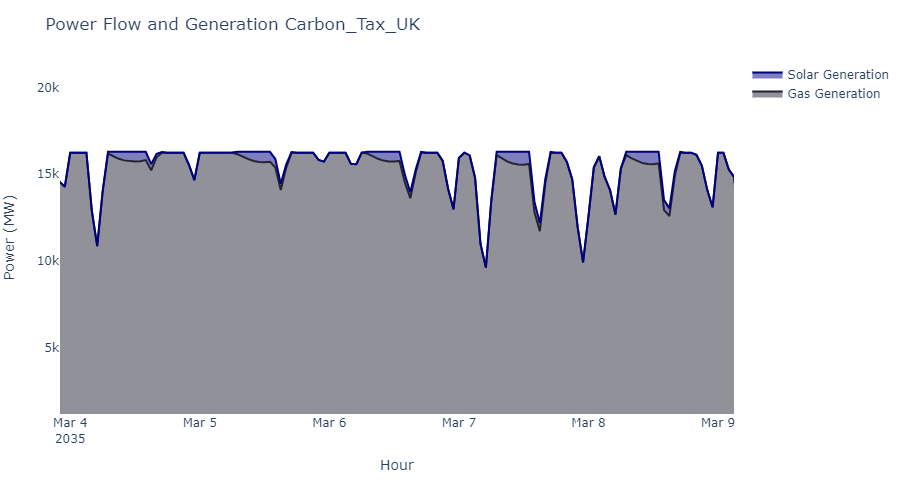 Power Flow and Generation Carbon_Tax_UK
Solar Generation
Gas Generation
20k
15k
10k
5k
Power (MW)
Mar 4
2035
Mar 5
Mar 6
Mar 7
Mar 8
Mar 9
Hour